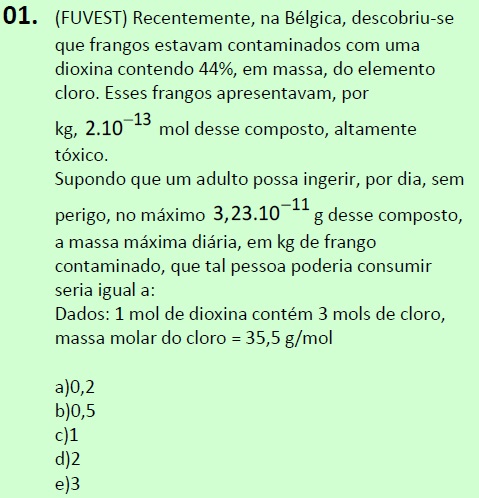 01. (FUVEST) Recentemente, na Bélgica, descobriu-se
que frangos estavam contaminados com uma
dioxina contendo 44%, em massa, do elemento
cloro. Esses frangos apresentavam, por
kg, 2.10⁻¹³ mol desse composto, altamente
tóxico.
Supondo que um adulto possa ingerir, por dia, sem
perigo, no máximo 3,23.10⁻¹¹ g desse composto,
a massa máxima diária, em kg de frango
contaminado, que tal pessoa poderia consumir
seria igual a:
Dados: 1 mol de dioxina contém 3 mols de cloro,
massa molar do cloro = 35,5 g/mol
a)0,2
b)0,5
c)1
d)2
e)3